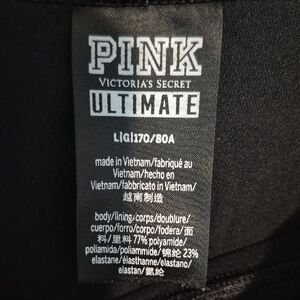 PINK
VICTORIA'S SECRET
ULTIMATE
L|G|170/80A
made in Vietnam/fabriqué au
Vietnam/hecho en
Vietnam/fabbricato in Vietnam/
越南制造
body/lining/corps/doublure/
cuerpo/forro/corpo/fodera/面
料/里料 77% polyamide/
poliamida/poliammide/锦纶 23%
elastane/élasthanne/elastano/
elastan/氨纶